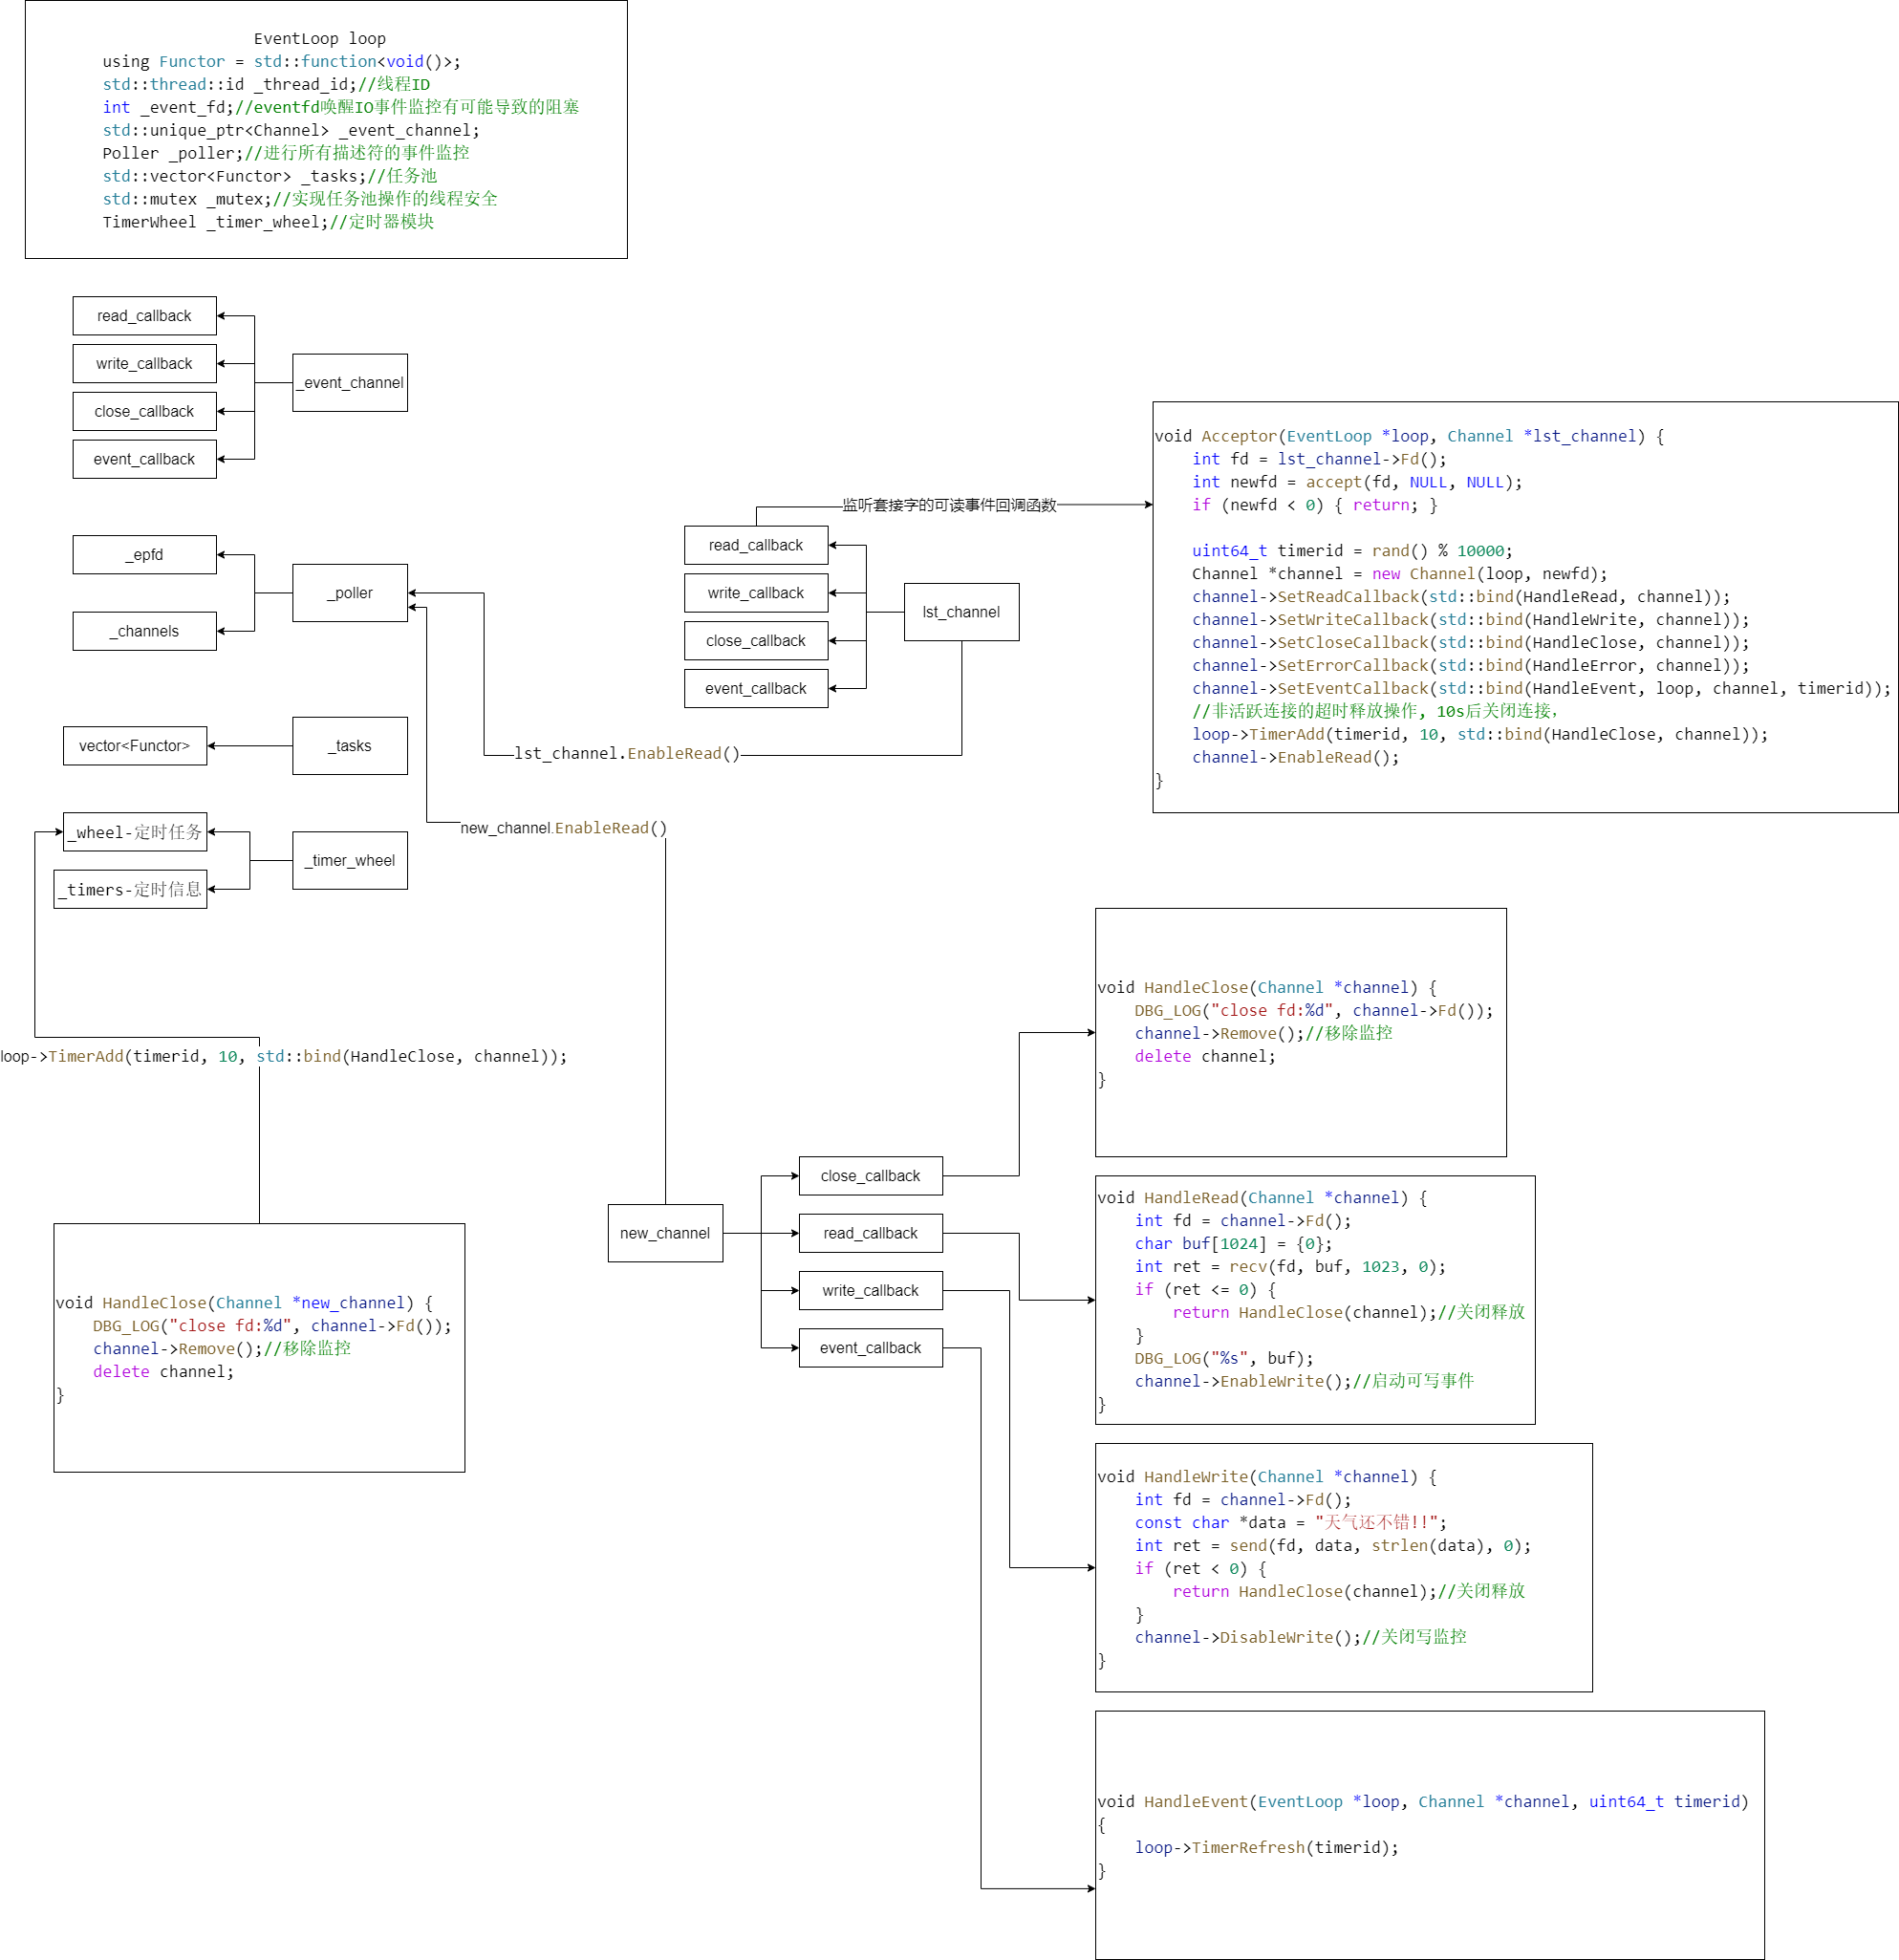 EventLoop loop
using Functor = std::function<void()>;
std::thread::id _thread_id;//线程ID
int _event_fd;//eventfd唤醒IO事件监控有可能导致的阻塞
std::unique_ptr<Channel> _event_channel;
Poller _poller;//进行所有描述符的事件监控
std::vector<Functor> _tasks;//任务池
std::mutex _mutex;//实现任务池操作的线程安全
TimerWheel _timer_wheel;//定时器模块
read_callback
write_callback
close_callback
event_callback
_event_channel
_epfd
_channels
_poller
vector<Functor>
_tasks
_wheel-定时任务
_timers-定时信息
_timer_wheel
监听套接字的可读事件回调函数
read_callback
write_callback
close_callback
event_callback
lst_channel
lst_channel.EnableRead()
new_channel.EnableRead()
void Acceptor(EventLoop *loop, Channel *lst_channel) {
    int fd = lst_channel->Fd();
    int newfd = accept(fd, NULL, NULL);
    if (newfd < 0) { return; }
    uint64_t timerid = rand() % 10000;
    Channel *channel = new Channel(loop, newfd);
    channel->SetReadCallback(std::bind(HandleRead, channel));
    channel->SetWriteCallback(std::bind(HandleWrite, channel));
    channel->SetCloseCallback(std::bind(HandleClose, channel));
    channel->SetErrorCallback(std::bind(HandleError, channel));
    channel->SetEventCallback(std::bind(HandleEvent, loop, channel, timerid));
    //非活跃连接的超时释放操作, 10s后关闭连接,
    loop->TimerAdd(timerid, 10, std::bind(HandleClose, channel));
    channel->EnableRead();
}
loop->TimerAdd(timerid, 10, std::bind(HandleClose, channel));
void HandleClose(Channel *new_channel) {
    DBG_LOG("close fd:%d", channel->Fd());
    channel->Remove();//移除监控
    delete channel;
}
new_channel
close_callback
read_callback
write_callback
event_callback
void HandleClose(Channel *channel) {
    DBG_LOG("close fd:%d", channel->Fd());
    channel->Remove();//移除监控
    delete channel;
}
void HandleRead(Channel *channel) {
    int fd = channel->Fd();
    char buf[1024] = {0};
    int ret = recv(fd, buf, 1023, 0);
    if (ret <= 0) {
        return HandleClose(channel);//关闭释放
    }
    DBG_LOG("%s", buf);
    channel->EnableWrite();//启动可写事件
}
void HandleWrite(Channel *channel) {
    int fd = channel->Fd();
    const char *data = "天气还不错!!";
    int ret = send(fd, data, strlen(data), 0);
    if (ret < 0) {
        return HandleClose(channel);//关闭释放
    }
    channel->DisableWrite();//关闭写监控
}
void HandleEvent(EventLoop *loop, Channel *channel, uint64_t timerid)
{
    loop->TimerRefresh(timerid);
}